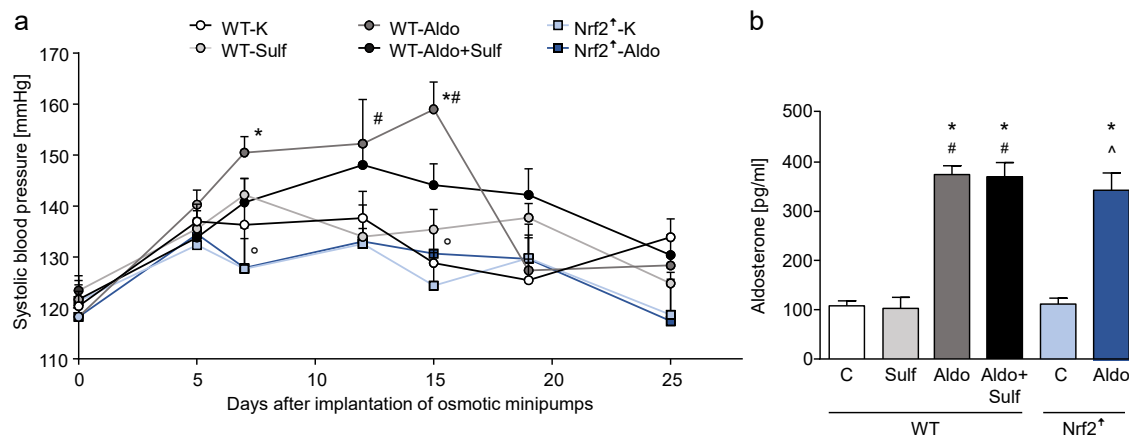 a
WT-K
WT-Aldo
Nrf2↑-K
WT-Sulf
WT-Aldo+Sulf
Nrf2↑-Aldo
Systolic blood pressure [mmHg]
170
160
150
140
130
120
110
*
#
*#
°
°
0
5
10
15
20
25
Days after implantation of osmotic minipumps
b
Aldosterone [pg/ml]
500
400
300
200
100
0
*
#
*
#
*
^
C
Sulf
Aldo
Aldo+
Sulf
C
Aldo
WT
Nrf2↑